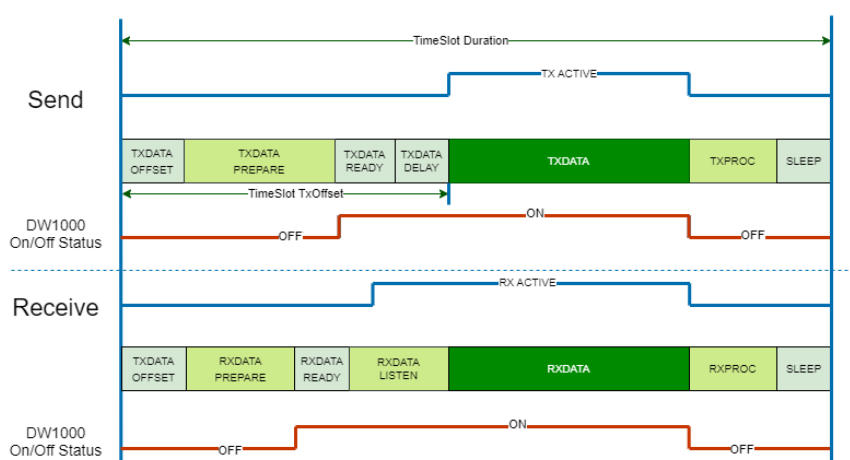 TimeSlot Duration
TX ACTIVE
Send
TXDATA OFFSET
TXDATA PREPARE
TXDATA READY
TXDATA DELAY
TXDATA
TXPROC
SLEEP
TimeSlot TxOffset
DW1000
On/Off Status
OFF
ON
OFF
RX ACTIVE
Receive
TXDATA OFFSET
RXDATA PREPARE
RXDATA READY
RXDATA LISTEN
RXDATA
RXPROC
SLEEP
DW1000
On/Off Status
OFF
ON
OFF